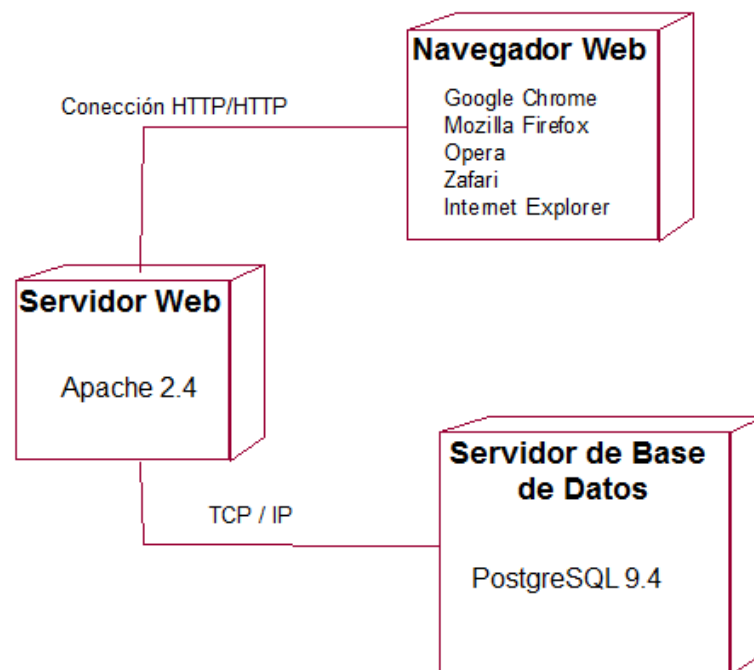 Navegador Web
Google Chrome
Mozilla Firefox
Opera
Zafari
Internet Explorer
Conección HTTP/HTTP
Servidor Web
Apache 2.4
TCP / IP
Servidor de Base
de Datos
PostgreSQL 9.4